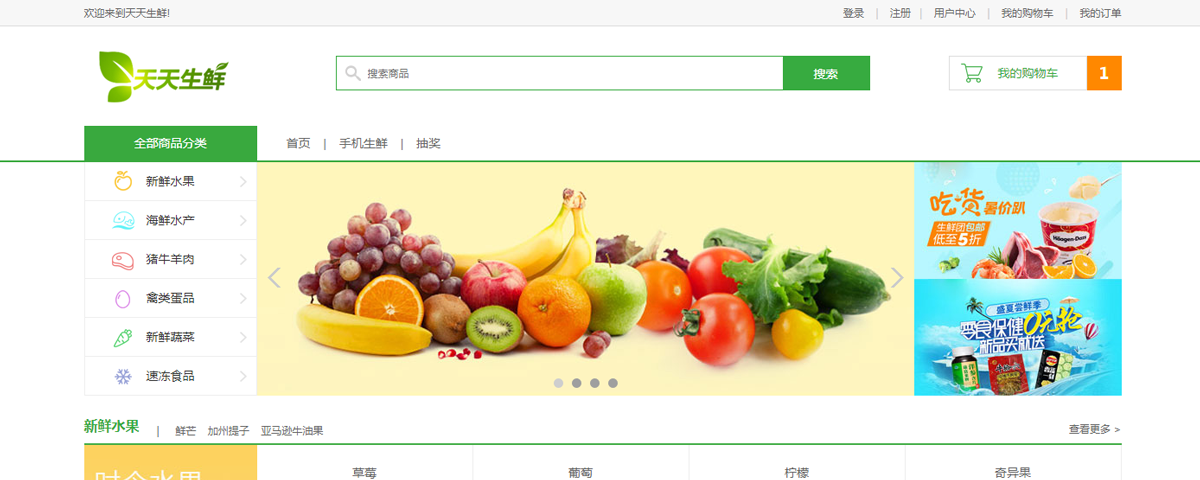 欢迎来到天天生鲜!
登录 | 注册 | 用户中心 | 我的购物车 | 我的订单
天天生鲜
搜索商品
搜索
我的购物车
1
全部商品分类
首页 | 手机生鲜 | 抽奖
新鲜水果
海鲜水产
猪牛羊肉
禽类蛋品
新鲜蔬菜
速冻食品
吃货暑价趴
生鲜团包邮
低至5折
Häagen-Dazs
盛夏尝鲜季
零食保健0元抢
新品买就送
新鲜水果 | 鲜芒 加州提子 亚马逊牛油果
查看更多 >
时令水果
草莓
葡萄
柠檬
奇异果